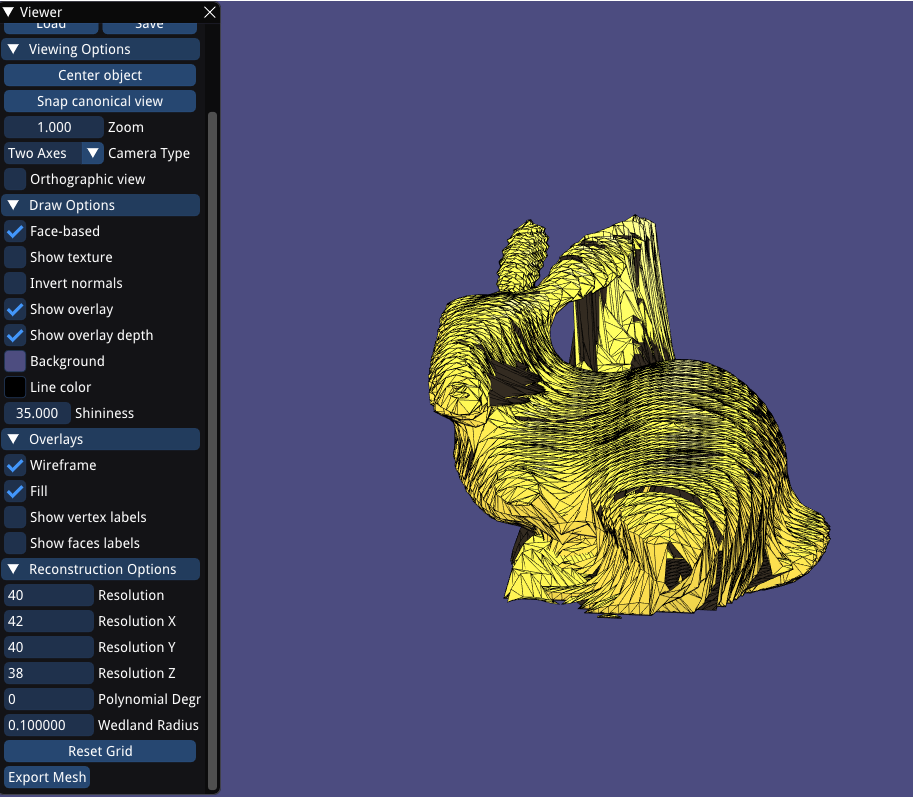 Viewer
Load Save
Viewing Options
Center object
Snap canonical view
1.000 Zoom
Two Axes Camera Type
Orthographic view
Draw Options
Face-based
Show texture
Invert normals
Show overlay
Show overlay depth
Background
Line color
35.000 Shininess
Overlays
Wireframe
Fill
Show vertex labels
Show faces labels
Reconstruction Options
40 Resolution
42 Resolution X
40 Resolution Y
38 Resolution Z
0 Polynomial Degr
0.100000 Wedland Radius
Reset Grid
Export Mesh